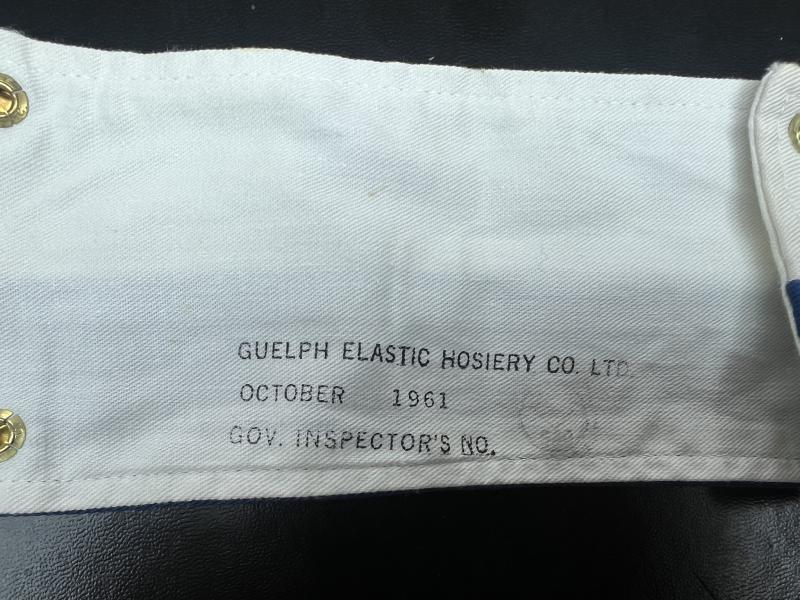 GUELPH ELASTIC HOSIERY CO. LTD.
OCTOBER 1961
GOV. INSPECTOR'S NO.